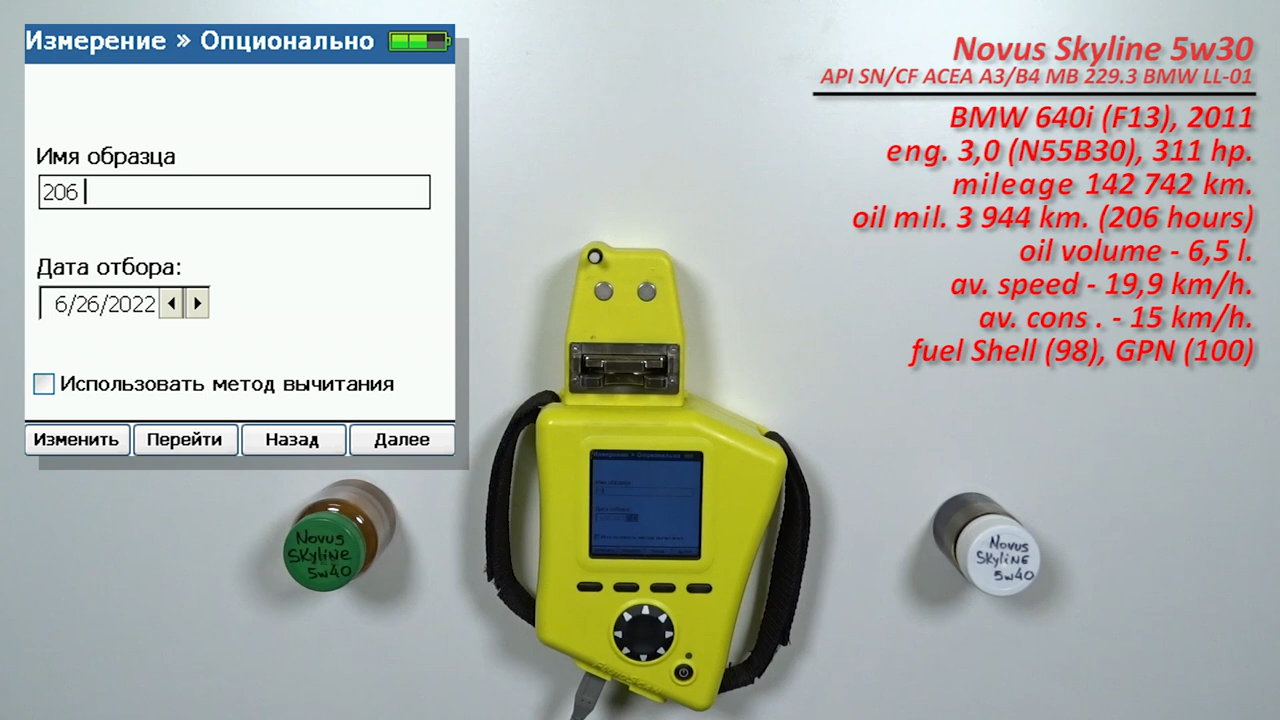 Измерение » Опционально
Имя образца
206
Дата отбора:
6/26/2022
Использовать метод вычитания
Изменить
Перейти
Назад
Далее
Novus Skyline 5w30
API SN/CF ACEA A3/B4 MB 229.3 BMW LL-01
BMW 640i (F13), 2011
eng. 3,0 (N55B30), 311 hp.
mileage 142 742 km.
oil mil. 3 944 km. (206 hours)
oil volume - 6,5 l.
av. speed - 19,9 km/h.
av. cons . - 15 km/h.
fuel Shell (98), GPN (100)
Novus
Skyline
5w40
Novus
Skyline
5w40